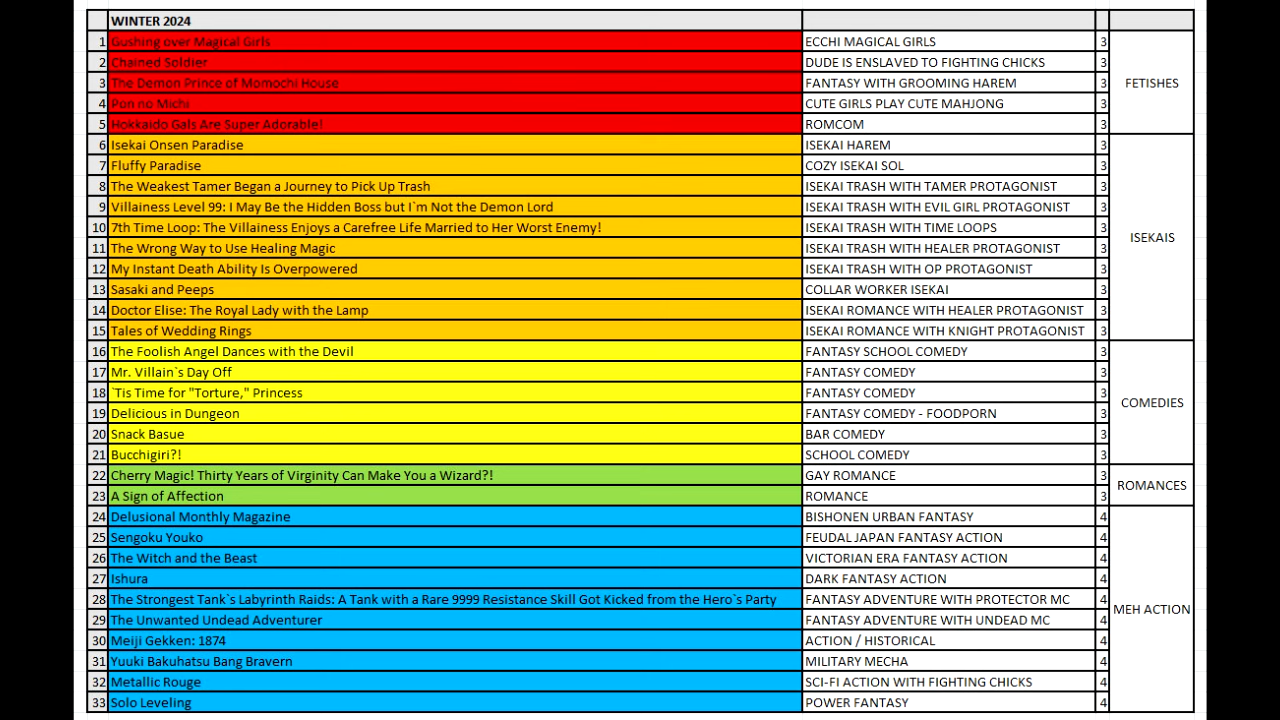 WINTER 2024
1 Gushing over Magical Girls ECCHI MAGICAL GIRLS 3
2 Chained Soldier DUDE IS ENSLAVED TO FIGHTING CHICKS 3
3 The Demon Prince of Momochi House FANTASY WITH GROOMING HAREM 3 FETISHES
4 Pon no Michi CUTE GIRLS PLAY CUTE MAHJONG 3
5 Hokkaido Gals Are Super Adorable! ROMCOM 3
6 Isekai Onsen Paradise ISEKAI HAREM 3
7 Fluffy Paradise COZY ISEKAI SOL 3
8 The Weakest Tamer Began a Journey to Pick Up Trash ISEKAI TRASH WITH TAMER PROTAGONIST 3
9 Villainess Level 99: I May Be the Hidden Boss but I`m Not the Demon Lord ISEKAI TRASH WITH EVIL GIRL PROTAGONIST 3
10 7th Time Loop: The Villainess Enjoys a Carefree Life Married to Her Worst Enemy! ISEKAI TRASH WITH TIME LOOPS 3
ISEKAIS
11 The Wrong Way to Use Healing Magic ISEKAI TRASH WITH HEALER PROTAGONIST 3
12 My Instant Death Ability Is Overpowered ISEKAI TRASH WITH OP PROTAGONIST 3
13 Sasaki and Peeps COLLAR WORKER ISEKAI 3
14 Doctor Elise: The Royal Lady with the Lamp ISEKAI ROMANCE WITH HEALER PROTAGONIST 3
15 Tales of Wedding Rings ISEKAI ROMANCE WITH KNIGHT PROTAGONIST 3
16 The Foolish Angel Dances with the Devil FANTASY SCHOOL COMEDY 3
17 Mr. Villain`s Day Off FANTASY COMEDY 3
18 `Tis Time for "Torture," Princess FANTASY COMEDY 3
COMEDIES
19 Delicious in Dungeon FANTASY COMEDY - FOODPORN 3
20 Snack Basue BAR COMEDY 3
21 Bucchigiri?! SCHOOL COMEDY 3
22 Cherry Magic! Thirty Years of Virginity Can Make You a Wizard?! GAY ROMANCE 3
ROMANCES
23 A Sign of Affection ROMANCE 3
24 Delusional Monthly Magazine BISHONEN URBAN FANTASY 4
25 Sengoku Youko FEUDAL JAPAN FANTASY ACTION 4
26 The Witch and the Beast VICTORIAN ERA FANTASY ACTION 4
27 Ishura DARK FANTASY ACTION 4
28 The Strongest Tank`s Labyrinth Raids: A Tank with a Rare 9999 Resistance Skill Got Kicked from the Hero`s Party FANTASY ADVENTURE WITH PROTECTOR MC 4
MEH ACTION
29 The Unwanted Undead Adventurer FANTASY ADVENTURE WITH UNDEAD MC 4
30 Meiji Gekken: 1874 ACTION / HISTORICAL 4
31 Yuuki Bakuhatsu Bang Bravern MILITARY MECHA 4
32 Metallic Rouge SCI-FI ACTION WITH FIGHTING CHICKS 4
33 Solo Leveling POWER FANTASY 4